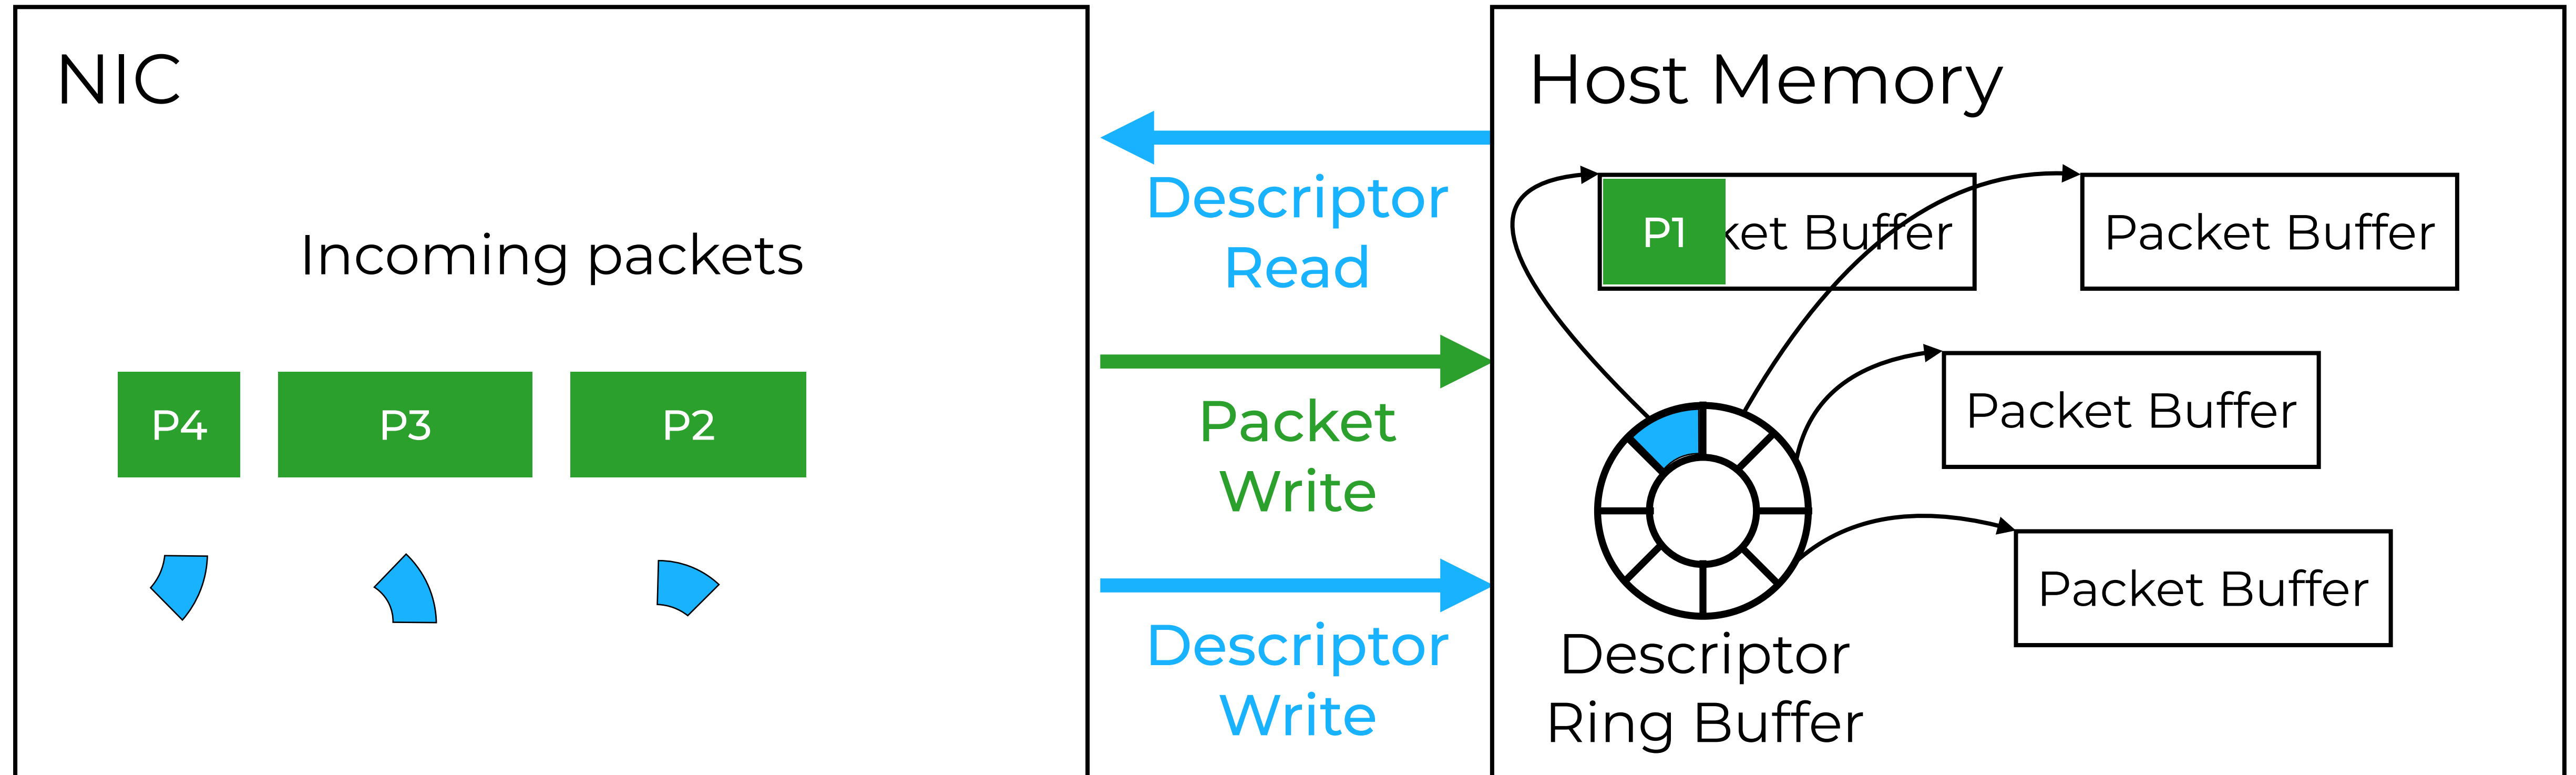 NIC
Incoming packets
P4
P3
P2
Descriptor
Read
Packet
Write
Descriptor
Write
Host Memory
P1
ket Buffer
Packet Buffer
Packet Buffer
Packet Buffer
Descriptor
Ring Buffer